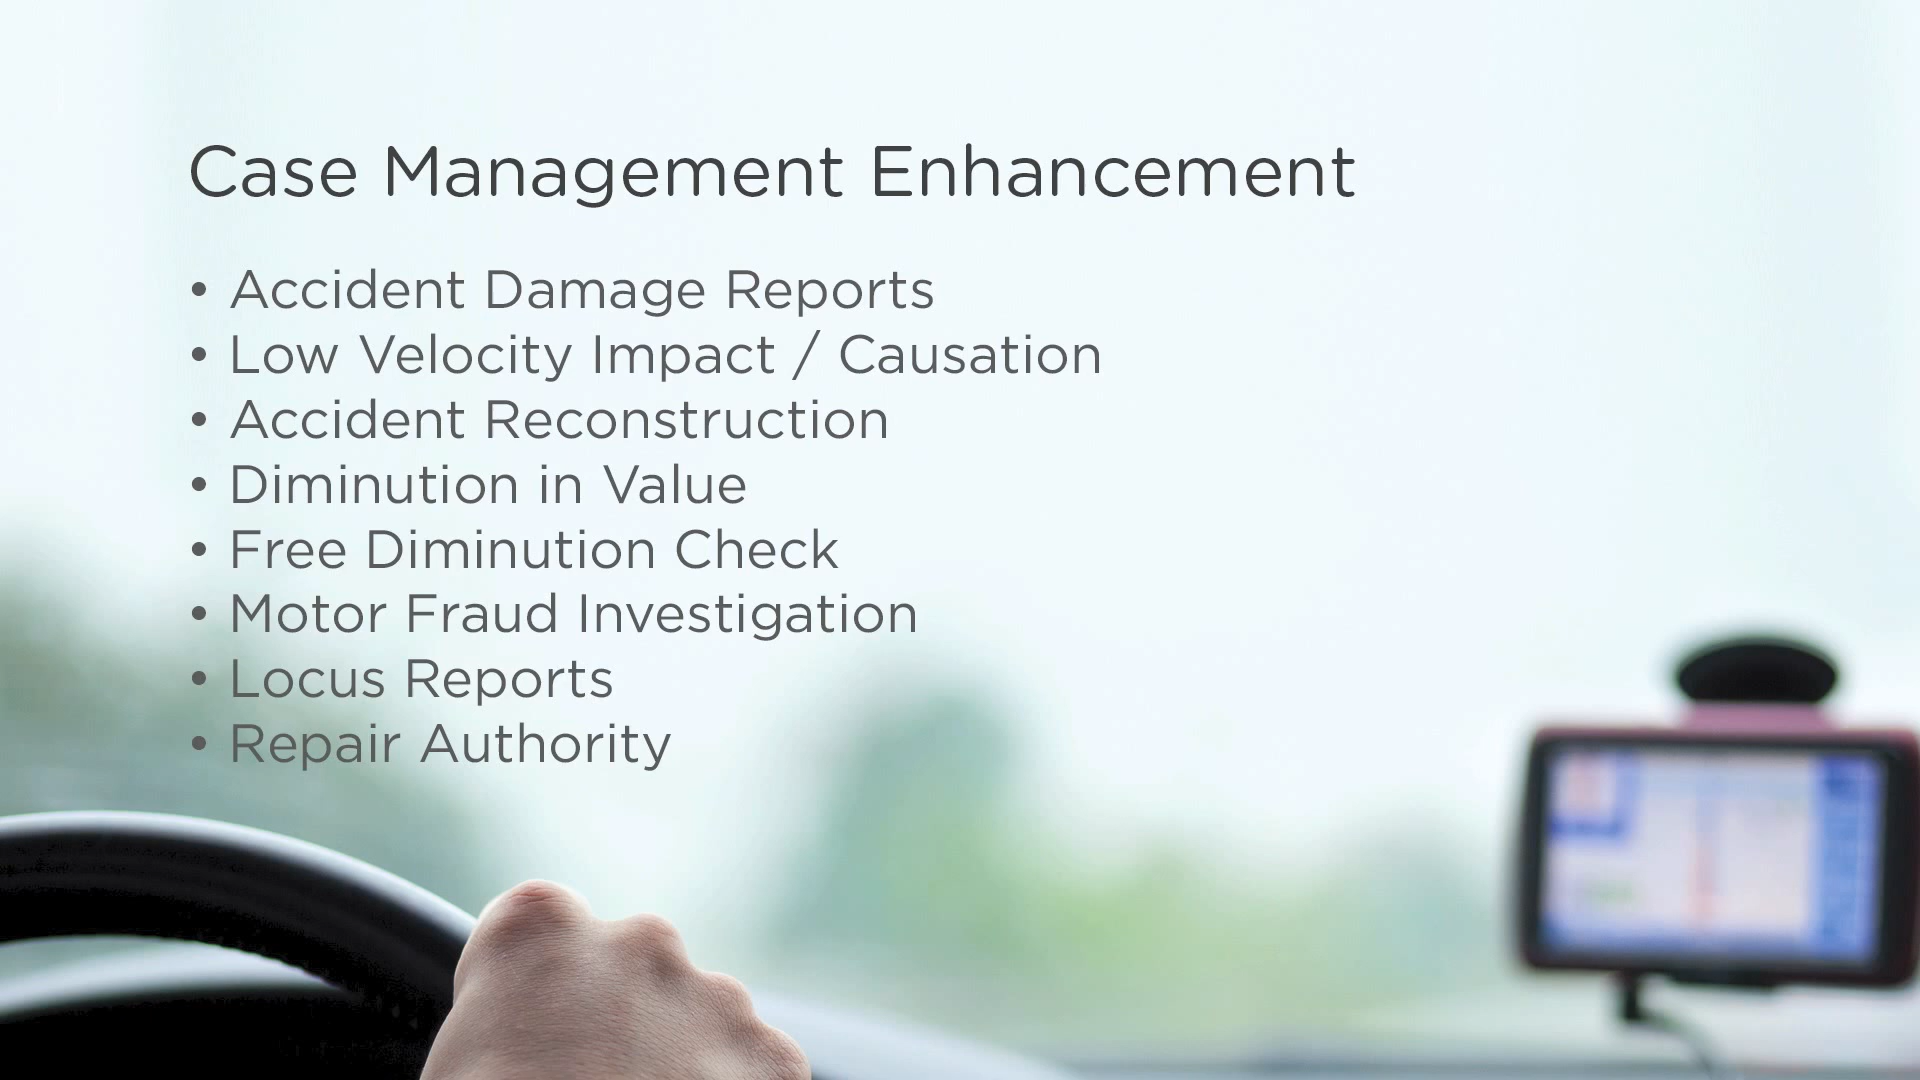 Case Management Enhancement
• Accident Damage Reports
• Low Velocity Impact / Causation
• Accident Reconstruction
• Diminution in Value
• Free Diminution Check
• Motor Fraud Investigation
• Locus Reports
• Repair Authority